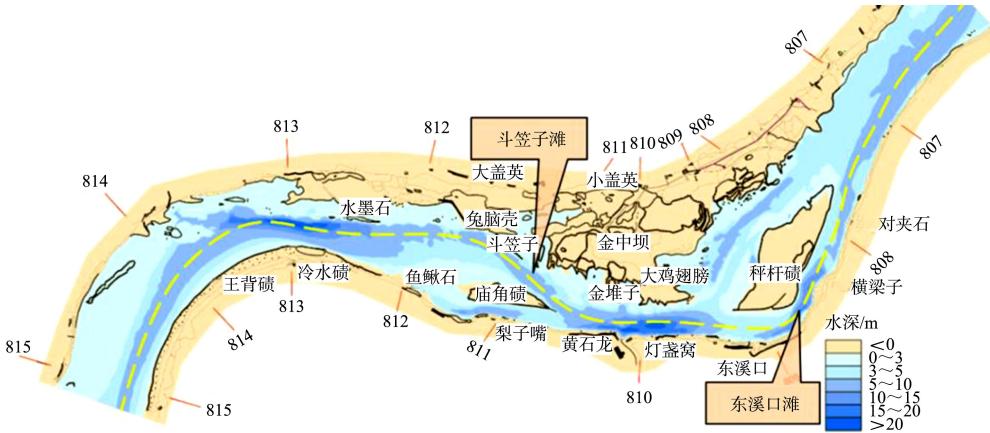 807
813
812
斗笠子滩
811
810
809
808
814
大盖英
小盖英
807
水墨石
兔脑壳
对夹石
斗笠子
金中坝
冷水碛
鱼鳅石
大鸡翅膀
秤杆碛
808
王背碛
813
庙角碛
金堆子
横梁子
812
814
梨子嘴
水深/m
815
811
黄石龙
灯盏窝
<0
0～3
东溪口
3～5
5～10
815
810
东溪口滩
10～15
15～20
>20